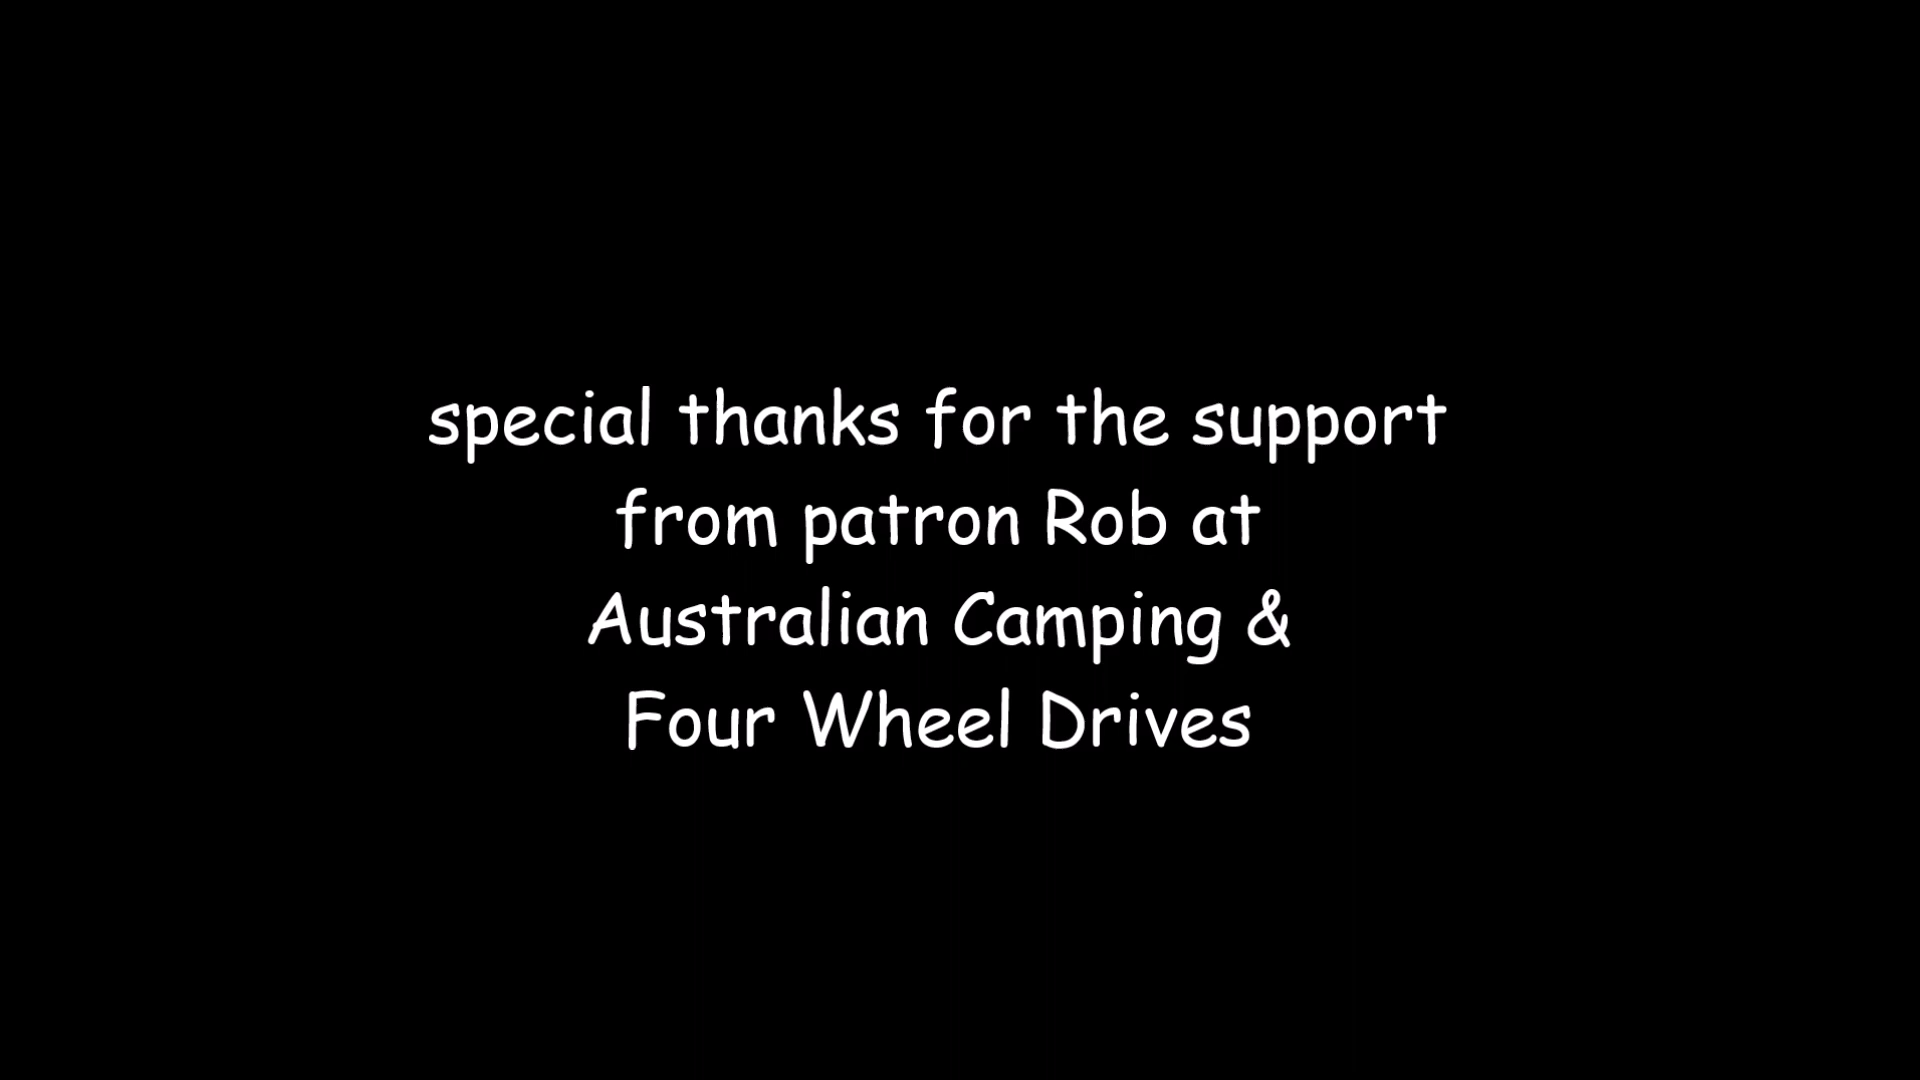 special thanks for the support
from patron Rob at
Australian Camping &
Four Wheel Drives